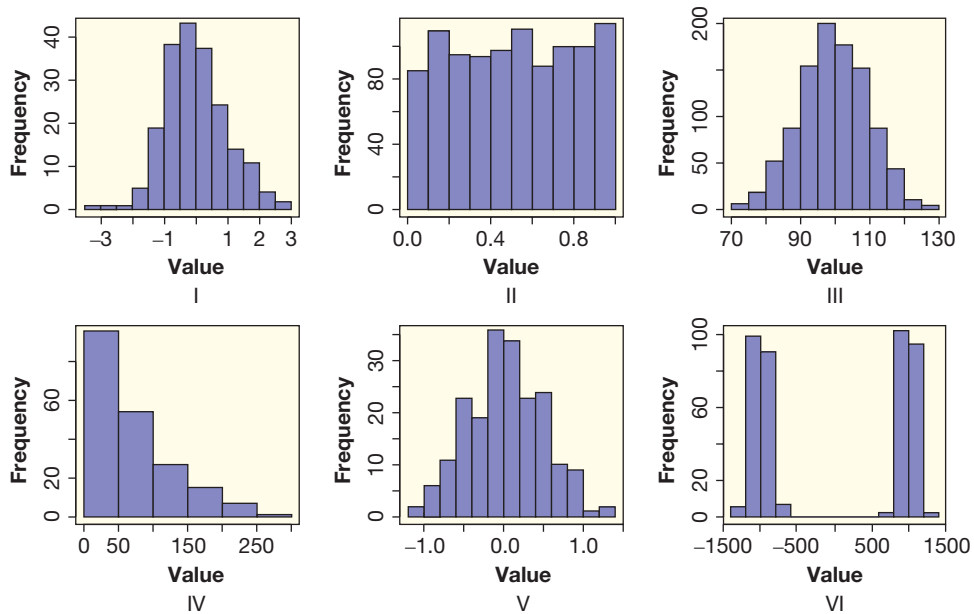 Frequency
40
30
20
10
0
−3 −1 1 2 3
Value
I
Frequency
80
40
0
0.0 0.4 0.8
Value
II
Frequency
200
100
50
0
70 90 110 130
Value
III
Frequency
60
20
0
0 50 150 250
Value
IV
Frequency
30
20
10
0
−1.0 0.0 1.0
Value
V
Frequency
100
60
20
0
−1500 −500 500 1500
Value
VI